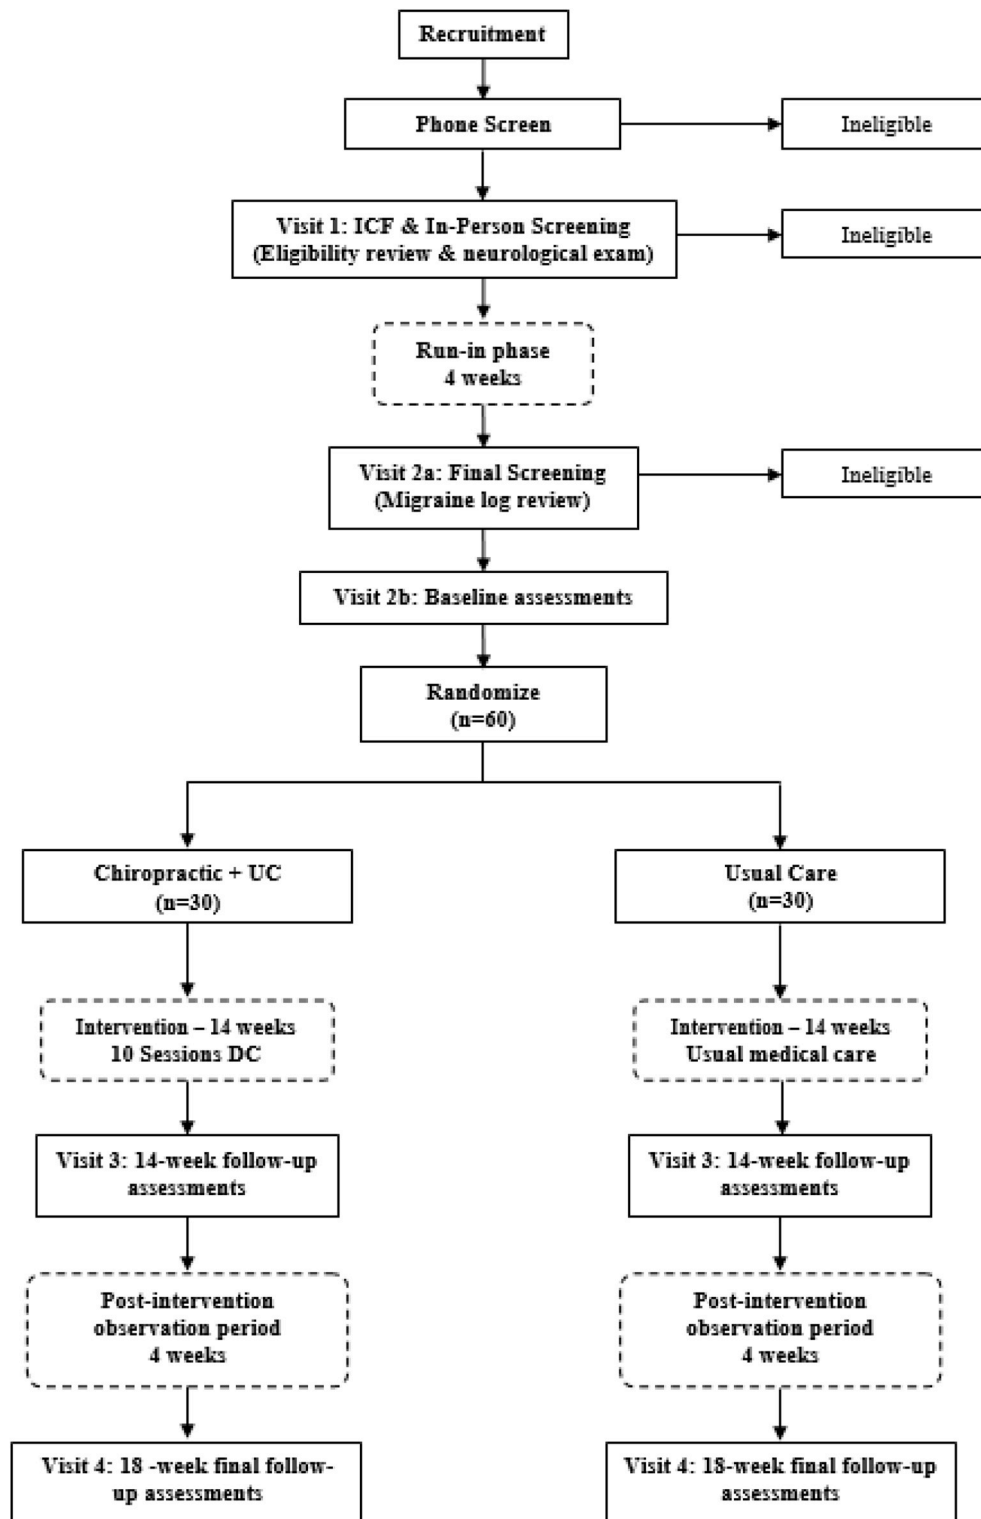 Recruitment
Phone Screen
Ineligible
Visit 1: ICF & In-Person Screening
(Eligibility review & neurological exam)
Ineligible
Run-in phase
4 weeks
Visit 2a: Final Screening
(Migraine log review)
Ineligible
Visit 2b: Baseline assessments
Randomize
(n=60)
Chiropractic + UC
(n=30)
Usual Care
(n=30)
Intervention – 14 weeks
10 Sessions DC
Intervention – 14 weeks
Usual medical care
Visit 3: 14-week follow-up
assessments
Visit 3: 14-week follow-up
assessments
Post-intervention
observation period
4 weeks
Post-intervention
observation period
4 weeks
Visit 4: 18 -week final follow-
up assessments
Visit 4: 18-week final follow-up
assessments